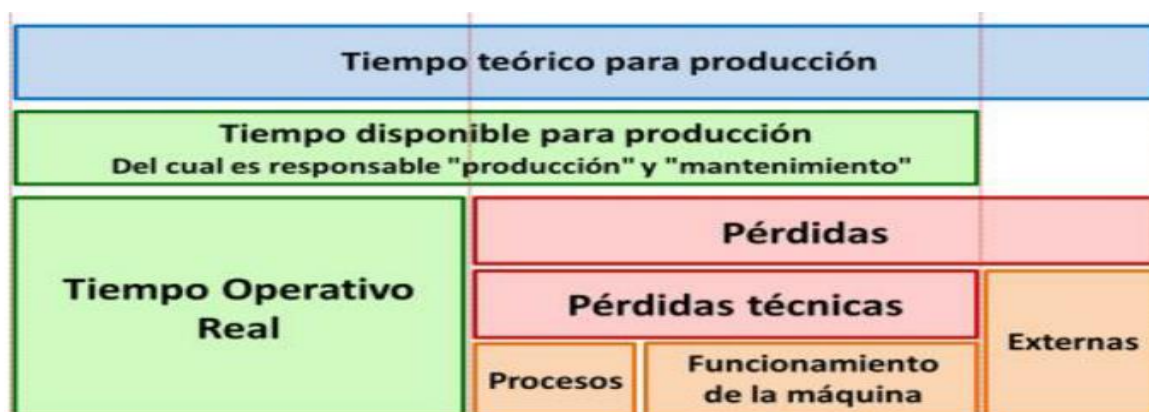 Tiempo teórico para producción
Tiempo disponible para producción
Del cual es responsable "producción" y "mantenimiento"
Tiempo Operativo
Real
Pérdidas
Pérdidas técnicas
Procesos
Funcionamiento
de la máquina
Externas